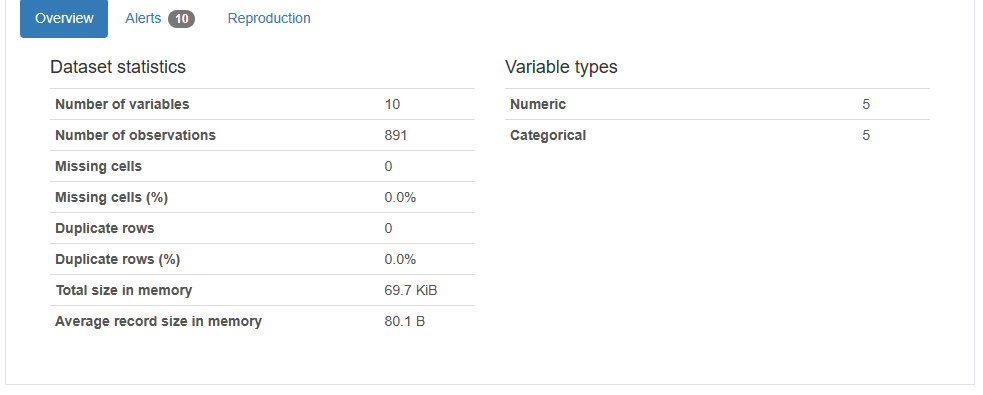 Overview Alerts 10 Reproduction
Dataset statistics
Number of variables 10
Number of observations 891
Missing cells 0
Missing cells (%) 0.0%
Duplicate rows 0
Duplicate rows (%) 0.0%
Total size in memory 69.7 KiB
Average record size in memory 80.1 B
Variable types
Numeric 5
Categorical 5